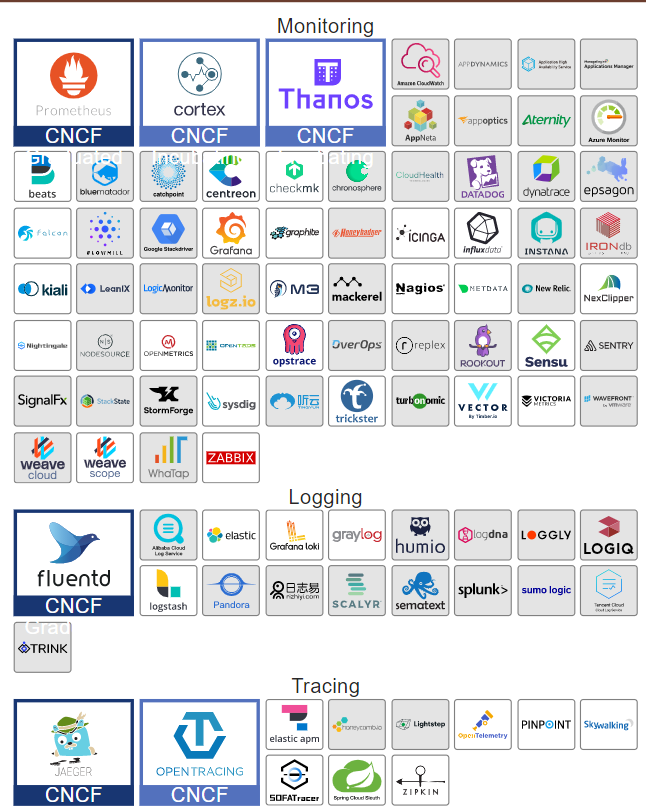 Monitoring
Prometheus
CNCF
Graduated
cortex
CNCF
Incubating
Thanos
CNCF
Incubating
Amazon CloudWatch
APPDYNAMICS
Application High
Availability Service
Applications Manager
AppNeta
appoptics
Aternity
Azure Monitor
beats
bluematador
catchpoint
centreon
checkmk
chronosphere
CloudHealth
DATADOG
dynatrace
epsagon
Falcon
FLOWMILL
Google Stackdriver
Grafana
graphite
Honeybadger
ICINGA
influxdata
INSTANA
IRONdb
kiali
LeanIX
LogicMonitor
logz.io
M3
mackerel
Nagios
NETDATA
New Relic
NexClipper
Nightingale
N|S
NODESOURCE
OPENMETRICS
OPENTSDB
opstrace
OverOps
replex
ROOKOUT
Sensu
SENTRY
SignalFx
StackState
StormForge
sysdig
听云
trickster
turbonomic
VECTOR
By Timber.io
VICTORIA
METRICS
WAVEFRONT
by VMware
weave
cloud
weave
scope
WhaTap
ZABBIX
Logging
fluentd
CNCF
Grad
Alibaba Cloud
Log Service
elastic
Grafana loki
graylog
humio
logdna
LOGGLY
LOGIQ
logstash
Pandora
日志易
rizhiyi.com
SCALYR
sematext
splunk>
sumo logic
Tencent Cloud
Cloud Log Service
TRINK
Tracing
JAEGER
CNCF
OPENTRACING
CNCF
elastic apm
honeycomb.io
Lightstep
OpenTelemetry
PINPOINT
Skywalking
SOFATracer
Spring Cloud Sleuth
ZIPKIN